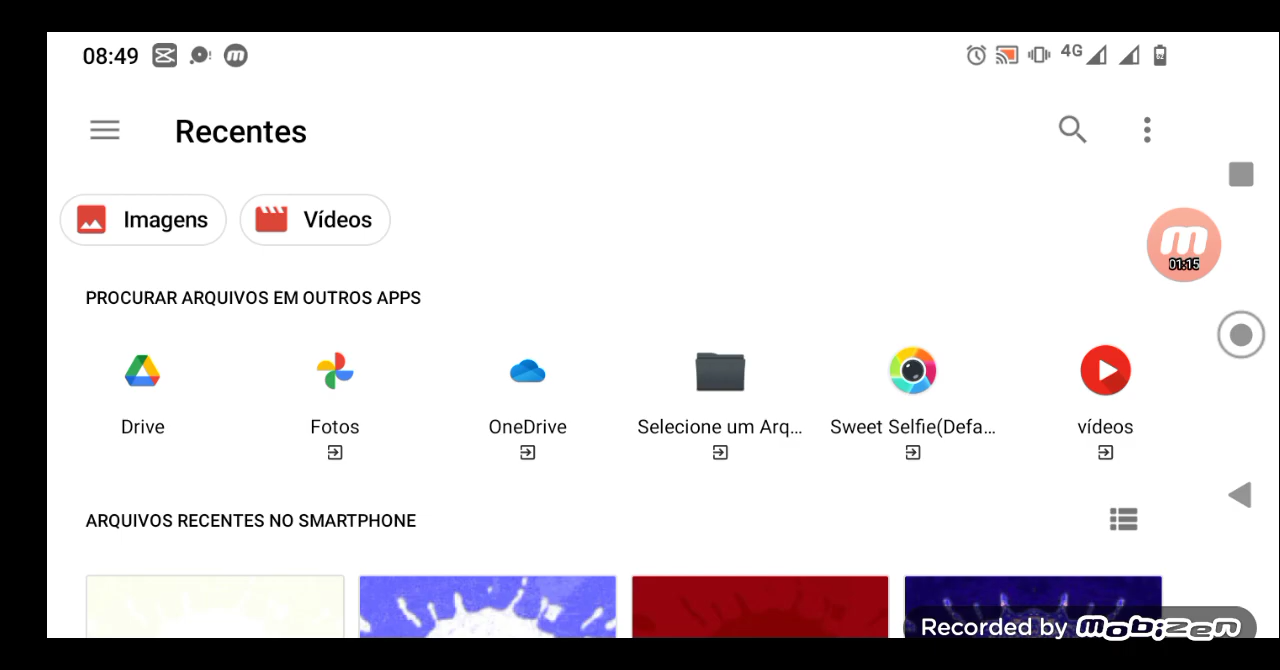 08:49
4G
62
Recentes
Imagens
Vídeos
01:15
PROCURAR ARQUIVOS EM OUTROS APPS
Drive
Fotos
OneDrive
Selecione um Arq...
Sweet Selfie(Defa...
vídeos
ARQUIVOS RECENTES NO SMARTPHONE
Recorded by Mobizen